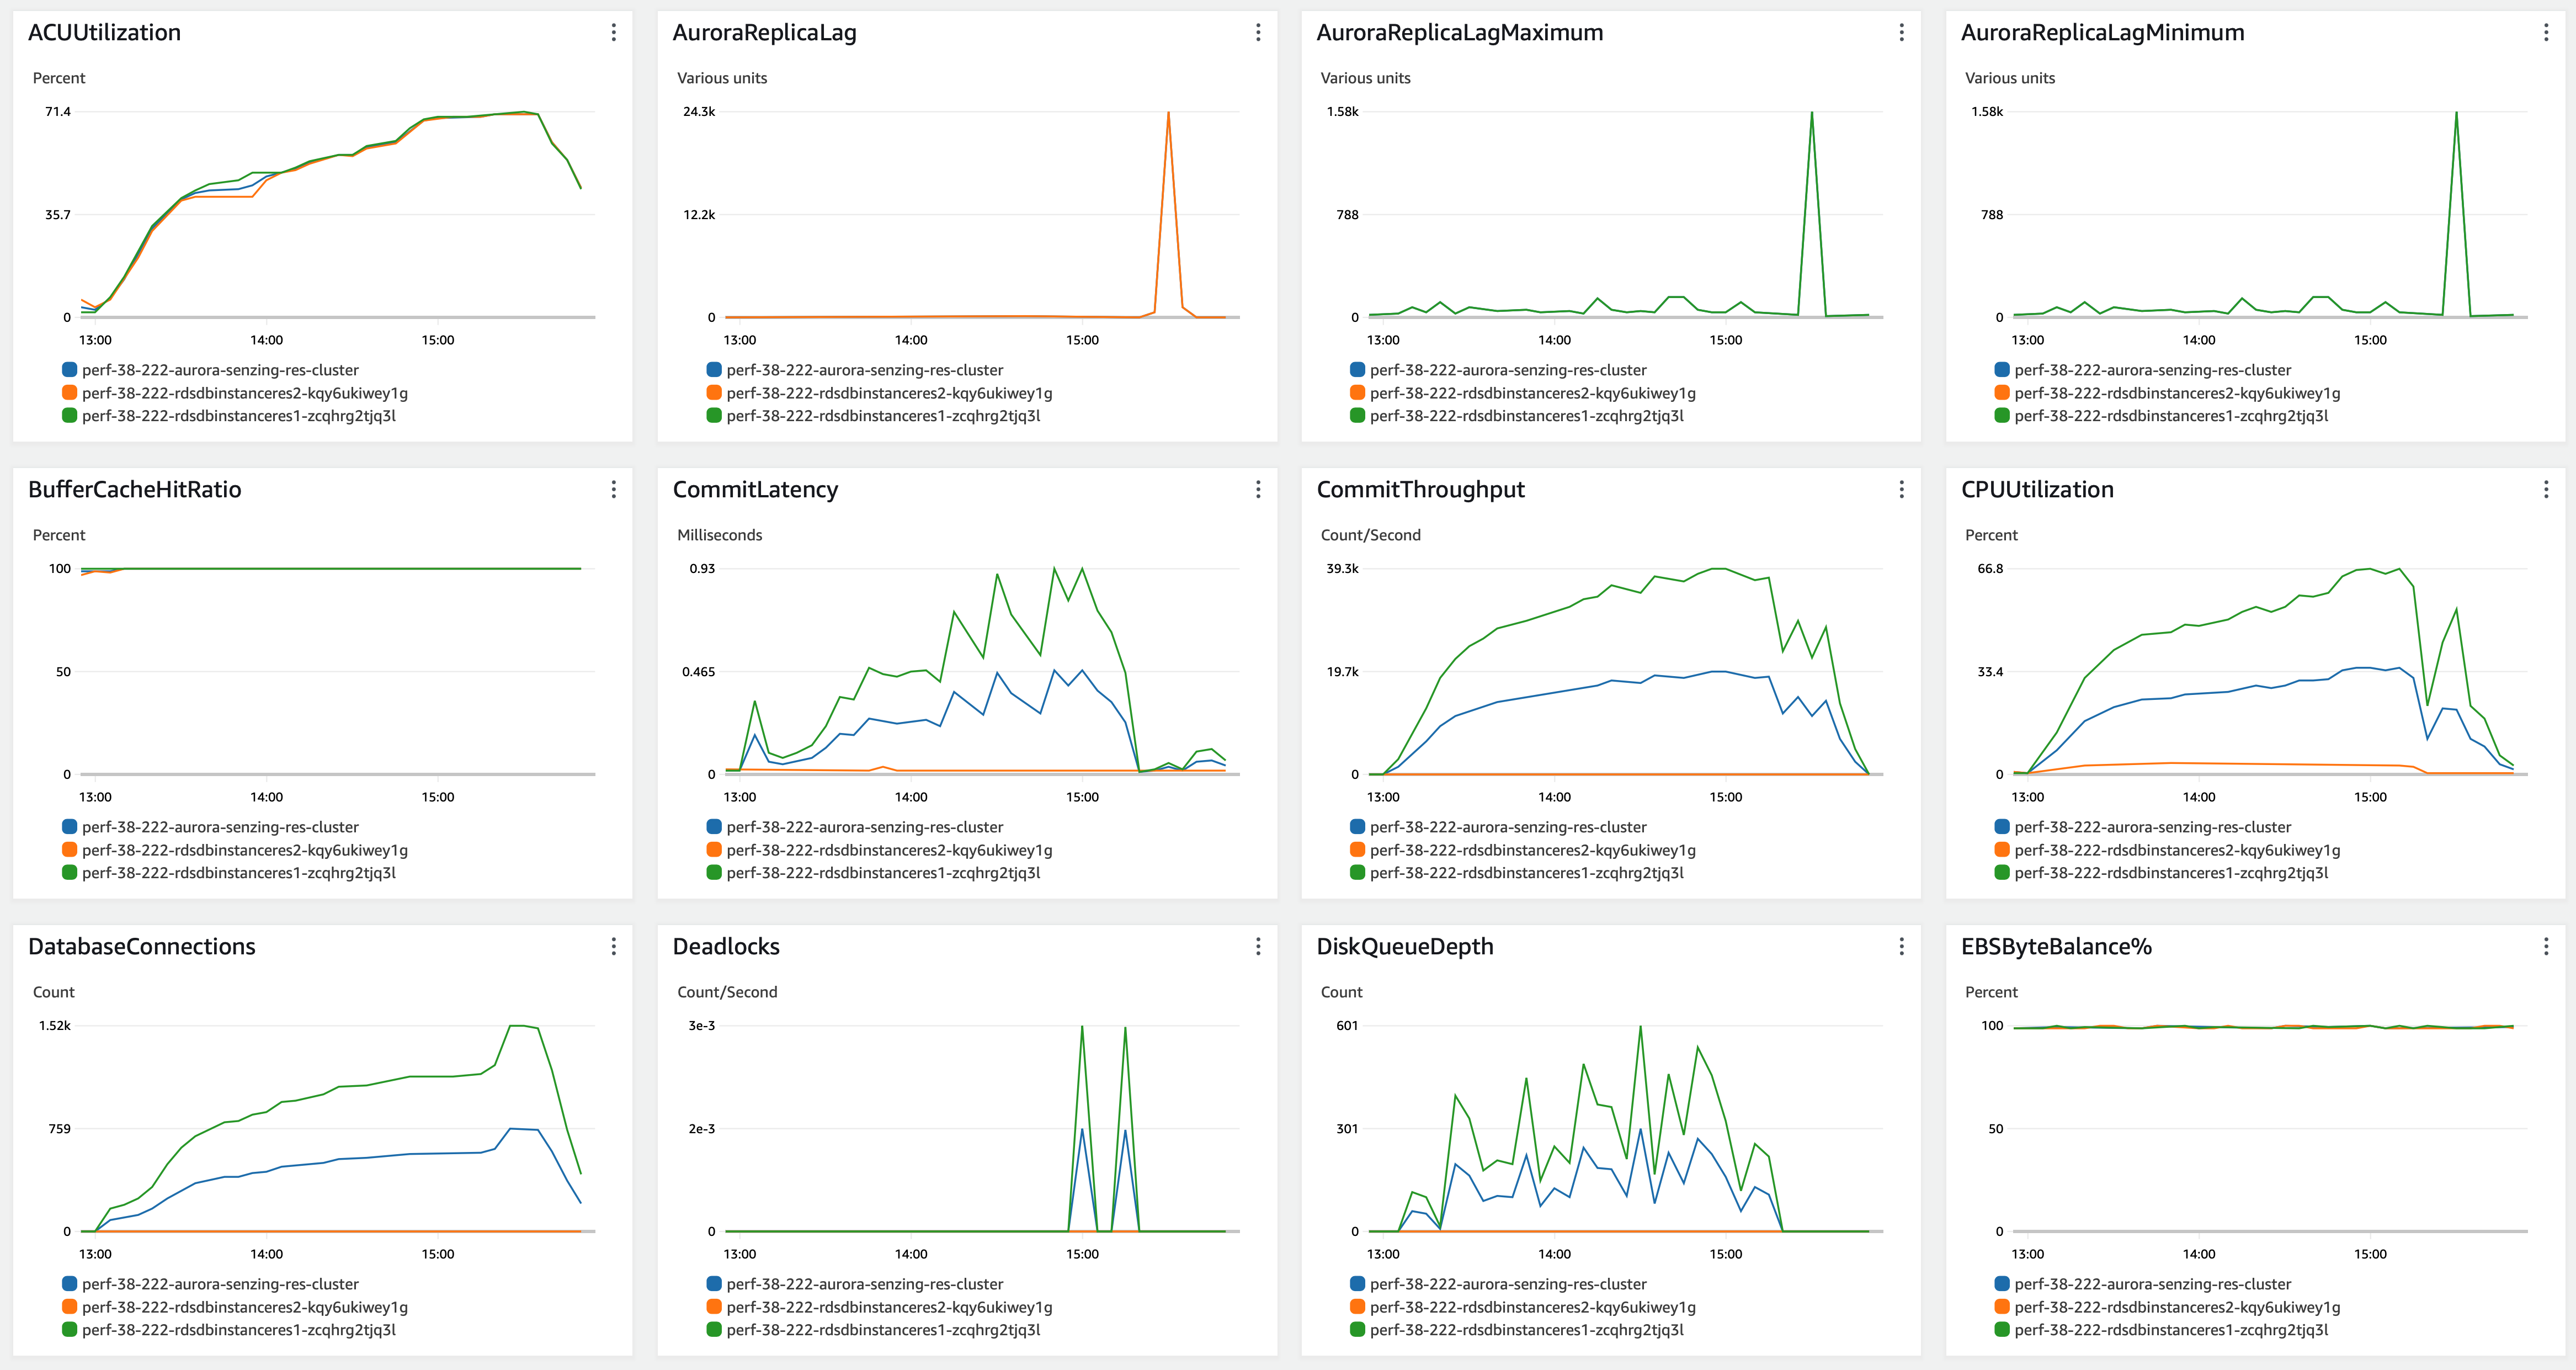 ACUUtilization
Percent
71.4
35.7
0
13:00 14:00 15:00
perf-38-222-aurora-senzing-res-cluster
perf-38-222-rdsdbinstanceres2-kqy6ukiwey1g
perf-38-222-rdsdbinstanceres1-zcqhrg2tjq3l
AuroraReplicaLag
Various units
24.3k
12.2k
0
13:00 14:00 15:00
perf-38-222-aurora-senzing-res-cluster
perf-38-222-rdsdbinstanceres2-kqy6ukiwey1g
perf-38-222-rdsdbinstanceres1-zcqhrg2tjq3l
AuroraReplicaLagMaximum
Various units
1.58k
788
0
13:00 14:00 15:00
perf-38-222-aurora-senzing-res-cluster
perf-38-222-rdsdbinstanceres2-kqy6ukiwey1g
perf-38-222-rdsdbinstanceres1-zcqhrg2tjq3l
AuroraReplicaLagMinimum
Various units
1.58k
788
0
13:00 14:00 15:00
perf-38-222-aurora-senzing-res-cluster
perf-38-222-rdsdbinstanceres2-kqy6ukiwey1g
perf-38-222-rdsdbinstanceres1-zcqhrg2tjq3l
BufferCacheHitRatio
Percent
100
50
0
13:00 14:00 15:00
perf-38-222-aurora-senzing-res-cluster
perf-38-222-rdsdbinstanceres2-kqy6ukiwey1g
perf-38-222-rdsdbinstanceres1-zcqhrg2tjq3l
CommitLatency
Milliseconds
0.93
0.465
0
13:00 14:00 15:00
perf-38-222-aurora-senzing-res-cluster
perf-38-222-rdsdbinstanceres2-kqy6ukiwey1g
perf-38-222-rdsdbinstanceres1-zcqhrg2tjq3l
CommitThroughput
Count/Second
39.3k
19.7k
0
13:00 14:00 15:00
perf-38-222-aurora-senzing-res-cluster
perf-38-222-rdsdbinstanceres2-kqy6ukiwey1g
perf-38-222-rdsdbinstanceres1-zcqhrg2tjq3l
CPUUtilization
Percent
66.8
33.4
0
13:00 14:00 15:00
perf-38-222-aurora-senzing-res-cluster
perf-38-222-rdsdbinstanceres2-kqy6ukiwey1g
perf-38-222-rdsdbinstanceres1-zcqhrg2tjq3l
DatabaseConnections
Count
1.52k
759
0
13:00 14:00 15:00
perf-38-222-aurora-senzing-res-cluster
perf-38-222-rdsdbinstanceres2-kqy6ukiwey1g
perf-38-222-rdsdbinstanceres1-zcqhrg2tjq3l
Deadlocks
Count/Second
3e-3
2e-3
0
13:00 14:00 15:00
perf-38-222-aurora-senzing-res-cluster
perf-38-222-rdsdbinstanceres2-kqy6ukiwey1g
perf-38-222-rdsdbinstanceres1-zcqhrg2tjq3l
DiskQueueDepth
Count
601
301
0
13:00 14:00 15:00
perf-38-222-aurora-senzing-res-cluster
perf-38-222-rdsdbinstanceres2-kqy6ukiwey1g
perf-38-222-rdsdbinstanceres1-zcqhrg2tjq3l
EBSByteBalance%
Percent
100
50
0
13:00 14:00 15:00
perf-38-222-aurora-senzing-res-cluster
perf-38-222-rdsdbinstanceres2-kqy6ukiwey1g
perf-38-222-rdsdbinstanceres1-zcqhrg2tjq3l